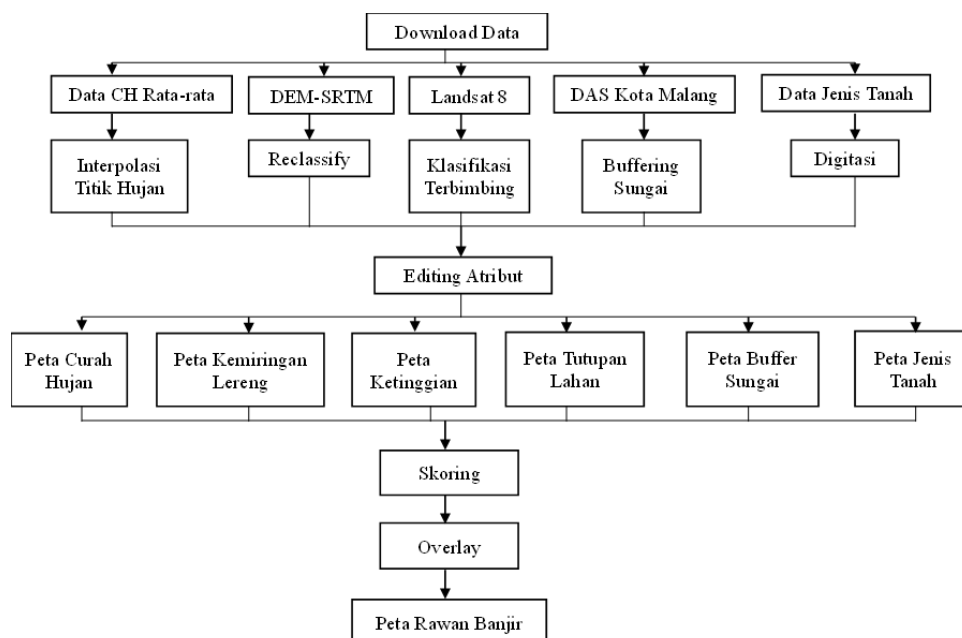 Download Data
Data CH Rata-rata
DEM-SRTM
Landsat 8
DAS Kota Malang
Data Jenis Tanah
Interpolasi
Titik Hujan
Reclassify
Klasifikasi
Terbimbing
Buffering
Sungai
Digitasi
Editing Atribut
Peta Curah
Hujan
Peta Kemiringan
Lereng
Peta
Ketinggian
Peta Tutupan
Lahan
Peta Buffer
Sungai
Peta Jenis
Tanah
Skoring
Overlay
Peta Rawan Banjir